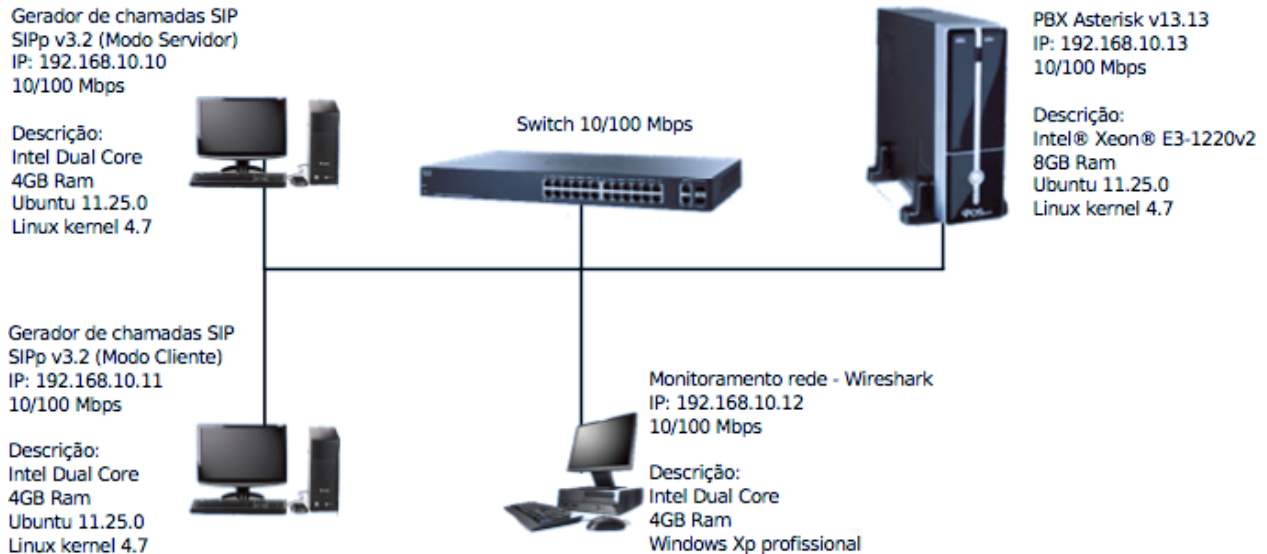 Gerador de chamadas SIP
SIPp v3.2 (Modo Servidor)
IP: 192.168.10.10
10/100 Mbps
Descrição:
Intel Dual Core
4GB Ram
Ubuntu 11.25.0
Linux kernel 4.7
Switch 10/100 Mbps
PBX Asterisk v13.13
IP: 192.168.10.13
10/100 Mbps
Descrição:
Intel® Xeon® E3-1220v2
8GB Ram
Ubuntu 11.25.0
Linux kernel 4.7
Gerador de chamadas SIP
SIPp v3.2 (Modo Cliente)
IP: 192.168.10.11
10/100 Mbps
Descrição:
Intel Dual Core
4GB Ram
Ubuntu 11.25.0
Linux kernel 4.7
Monitoramento rede - Wireshark
IP: 192.168.10.12
10/100 Mbps
Descrição:
Intel Dual Core
4GB Ram
Windows Xp profissional